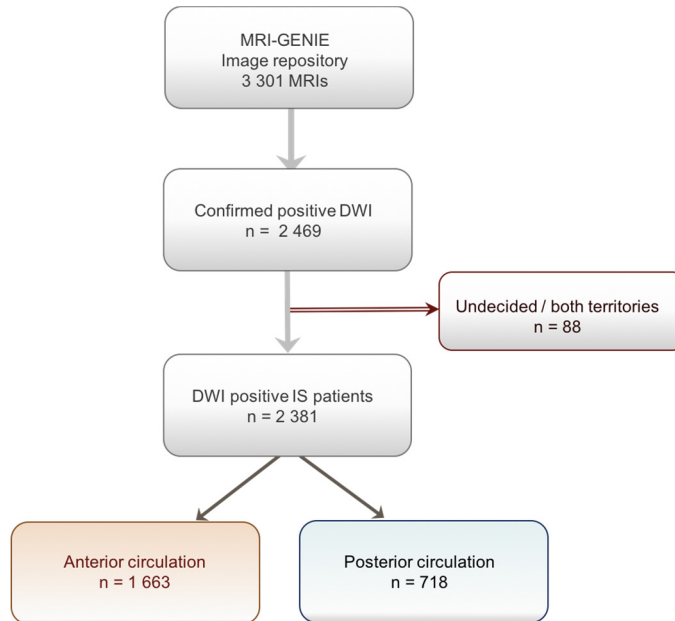 MRI-GENIE
Image repository
3 301 MRIs
Confirmed positive DWI
n = 2 469
Undecided / both territories
n = 88
DWI positive IS patients
n = 2 381
Anterior circulation
n = 1 663
Posterior circulation
n = 718